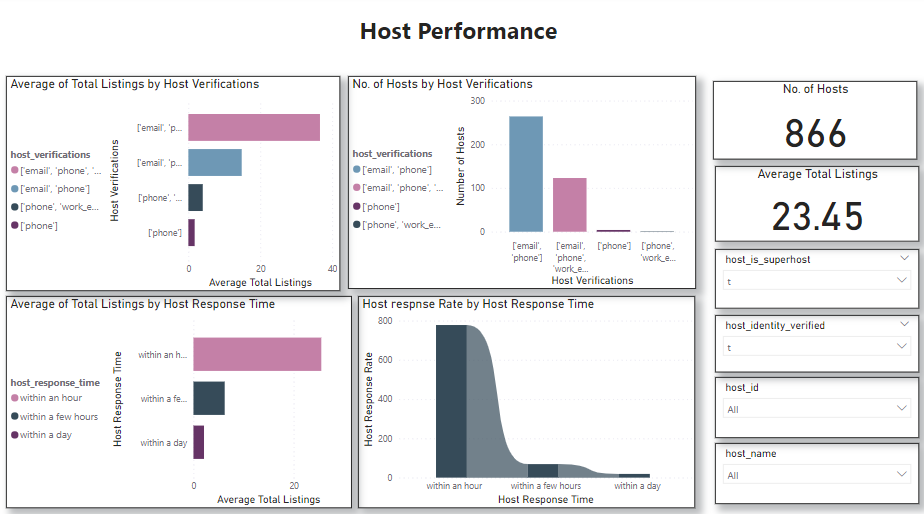 Host Performance
Average of Total Listings by Host Verifications
host_verifications
['email', 'phone', '...
['email', 'phone']
['phone', 'work_e...
['phone']
Host Verifications
['email', 'p...
['email', 'p...
['phone', '...
['phone']
0
20
40
Average Total Listings
No. of Hosts by Host Verifications
host_verifications
['email', 'phone']
['email', 'phone', '...
['phone']
['phone', 'work_e...
Number of Hosts
300
200
100
0
['email',
'phone']
['email',
'phone',
'work_e...
['phone']
['phone',
'work_e...
Host Verifications
No. of Hosts
866
Average Total Listings
23.45
host_is_superhost
t
host_identity_verified
t
host_id
All
host_name
All
Average of Total Listings by Host Response Time
host_response_time
within an hour
within a few hours
within a day
Host Response Time
within an h...
within a fe...
within a day
0
20
Average Total Listings
Host respnse Rate by Host Response Time
Host Response Rate
800
600
400
200
0
within an hour
within a few hours
within a day
Host Response Time